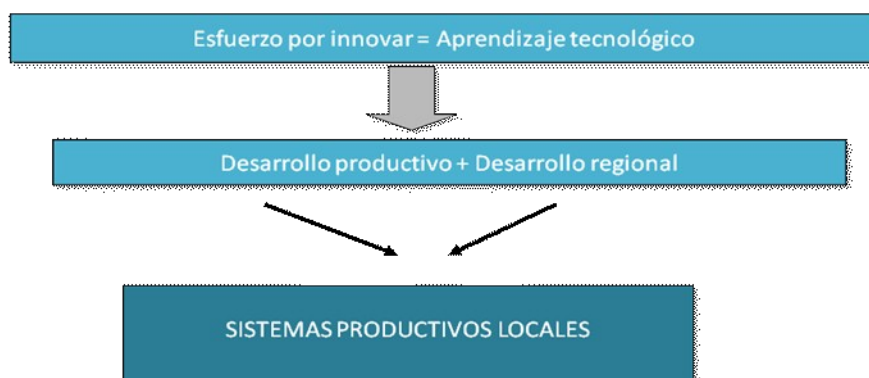 Esfuerzo por innovar = Aprendizaje tecnológico
Desarrollo productivo + Desarrollo regional
SISTEMAS PRODUCTIVOS LOCALES